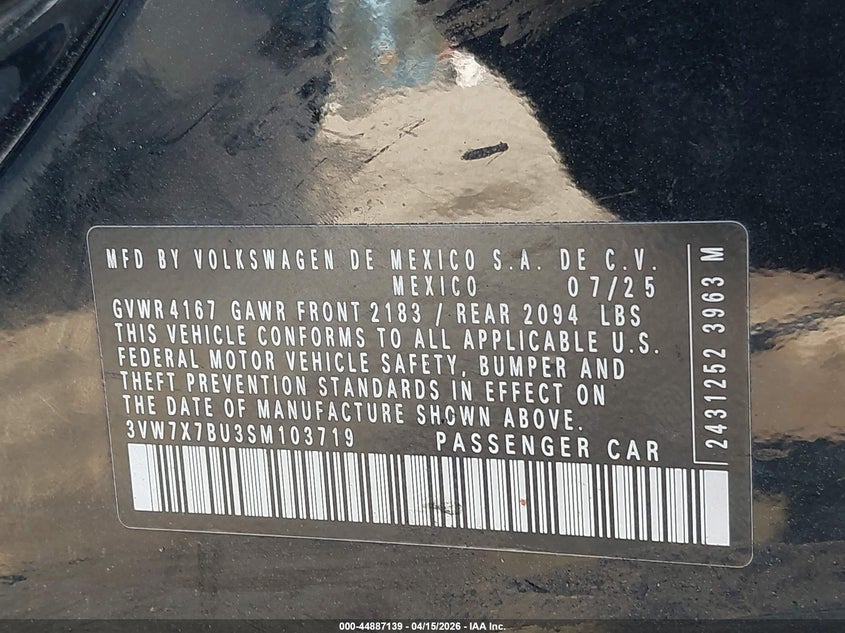 MFD BY VOLKSWAGEN DE MEXICO S.A. DE C.V.
MEXICO 07/25
GVWR 4167 GAWR FRONT 2183 / REAR 2094 LBS
THIS VEHICLE CONFORMS TO ALL APPLICABLE U.S.
FEDERAL MOTOR VEHICLE SAFETY, BUMPER AND
THEFT PREVENTION STANDARDS IN EFFECT ON
THE DATE OF MANUFACTURE SHOWN ABOVE.
3VW7X7BU3SM103719 PASSENGER CAR
2431252 3963 M
000-44887139 - 04/15/2026 - IAA Inc.